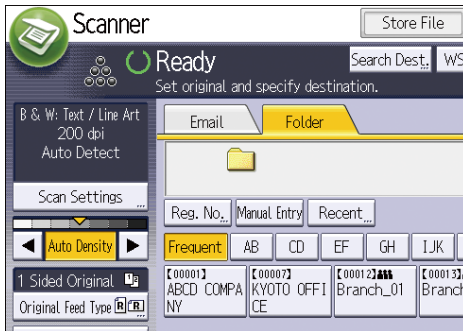 Scanner
Store File
Ready
Search Dest.
WS
Set original and specify destination.
B & W: Text / Line Art
200 dpi
Auto Detect
Email
Folder
Scan Settings
Reg. No.
Manual Entry
Recent
Auto Density
Frequent
AB
CD
EF
GH
IJK
1 Sided Original
[00001]
ABCD COMPA
NY
[00007]
KYOTO OFFI
CE
[00012]
Branch_01
[00013]
Branch
Original Feed Type